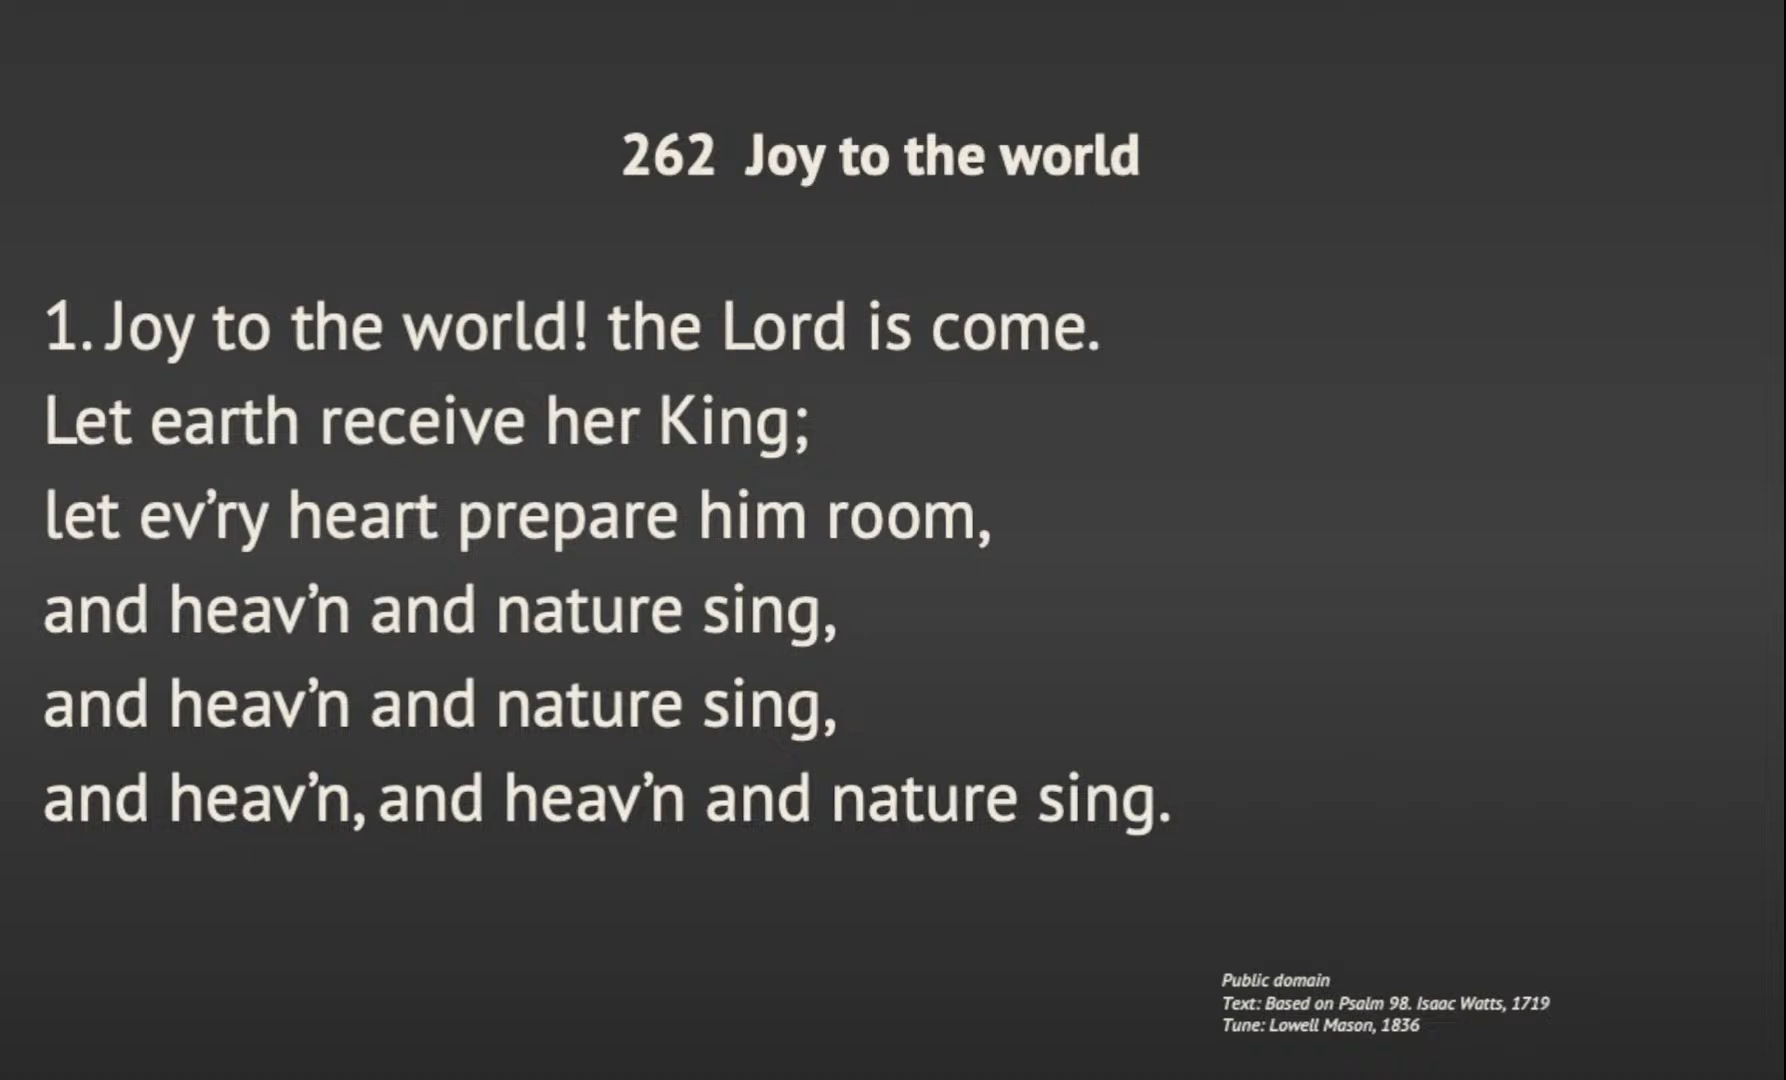 262 Joy to the world
1. Joy to the world! the Lord is come.
Let earth receive her King;
let ev’ry heart prepare him room,
and heav’n and nature sing,
and heav’n and nature sing,
and heav’n, and heav’n and nature sing.
Public domain
Text: Based on Psalm 98. Isaac Watts, 1719
Tune: Lowell Mason, 1836